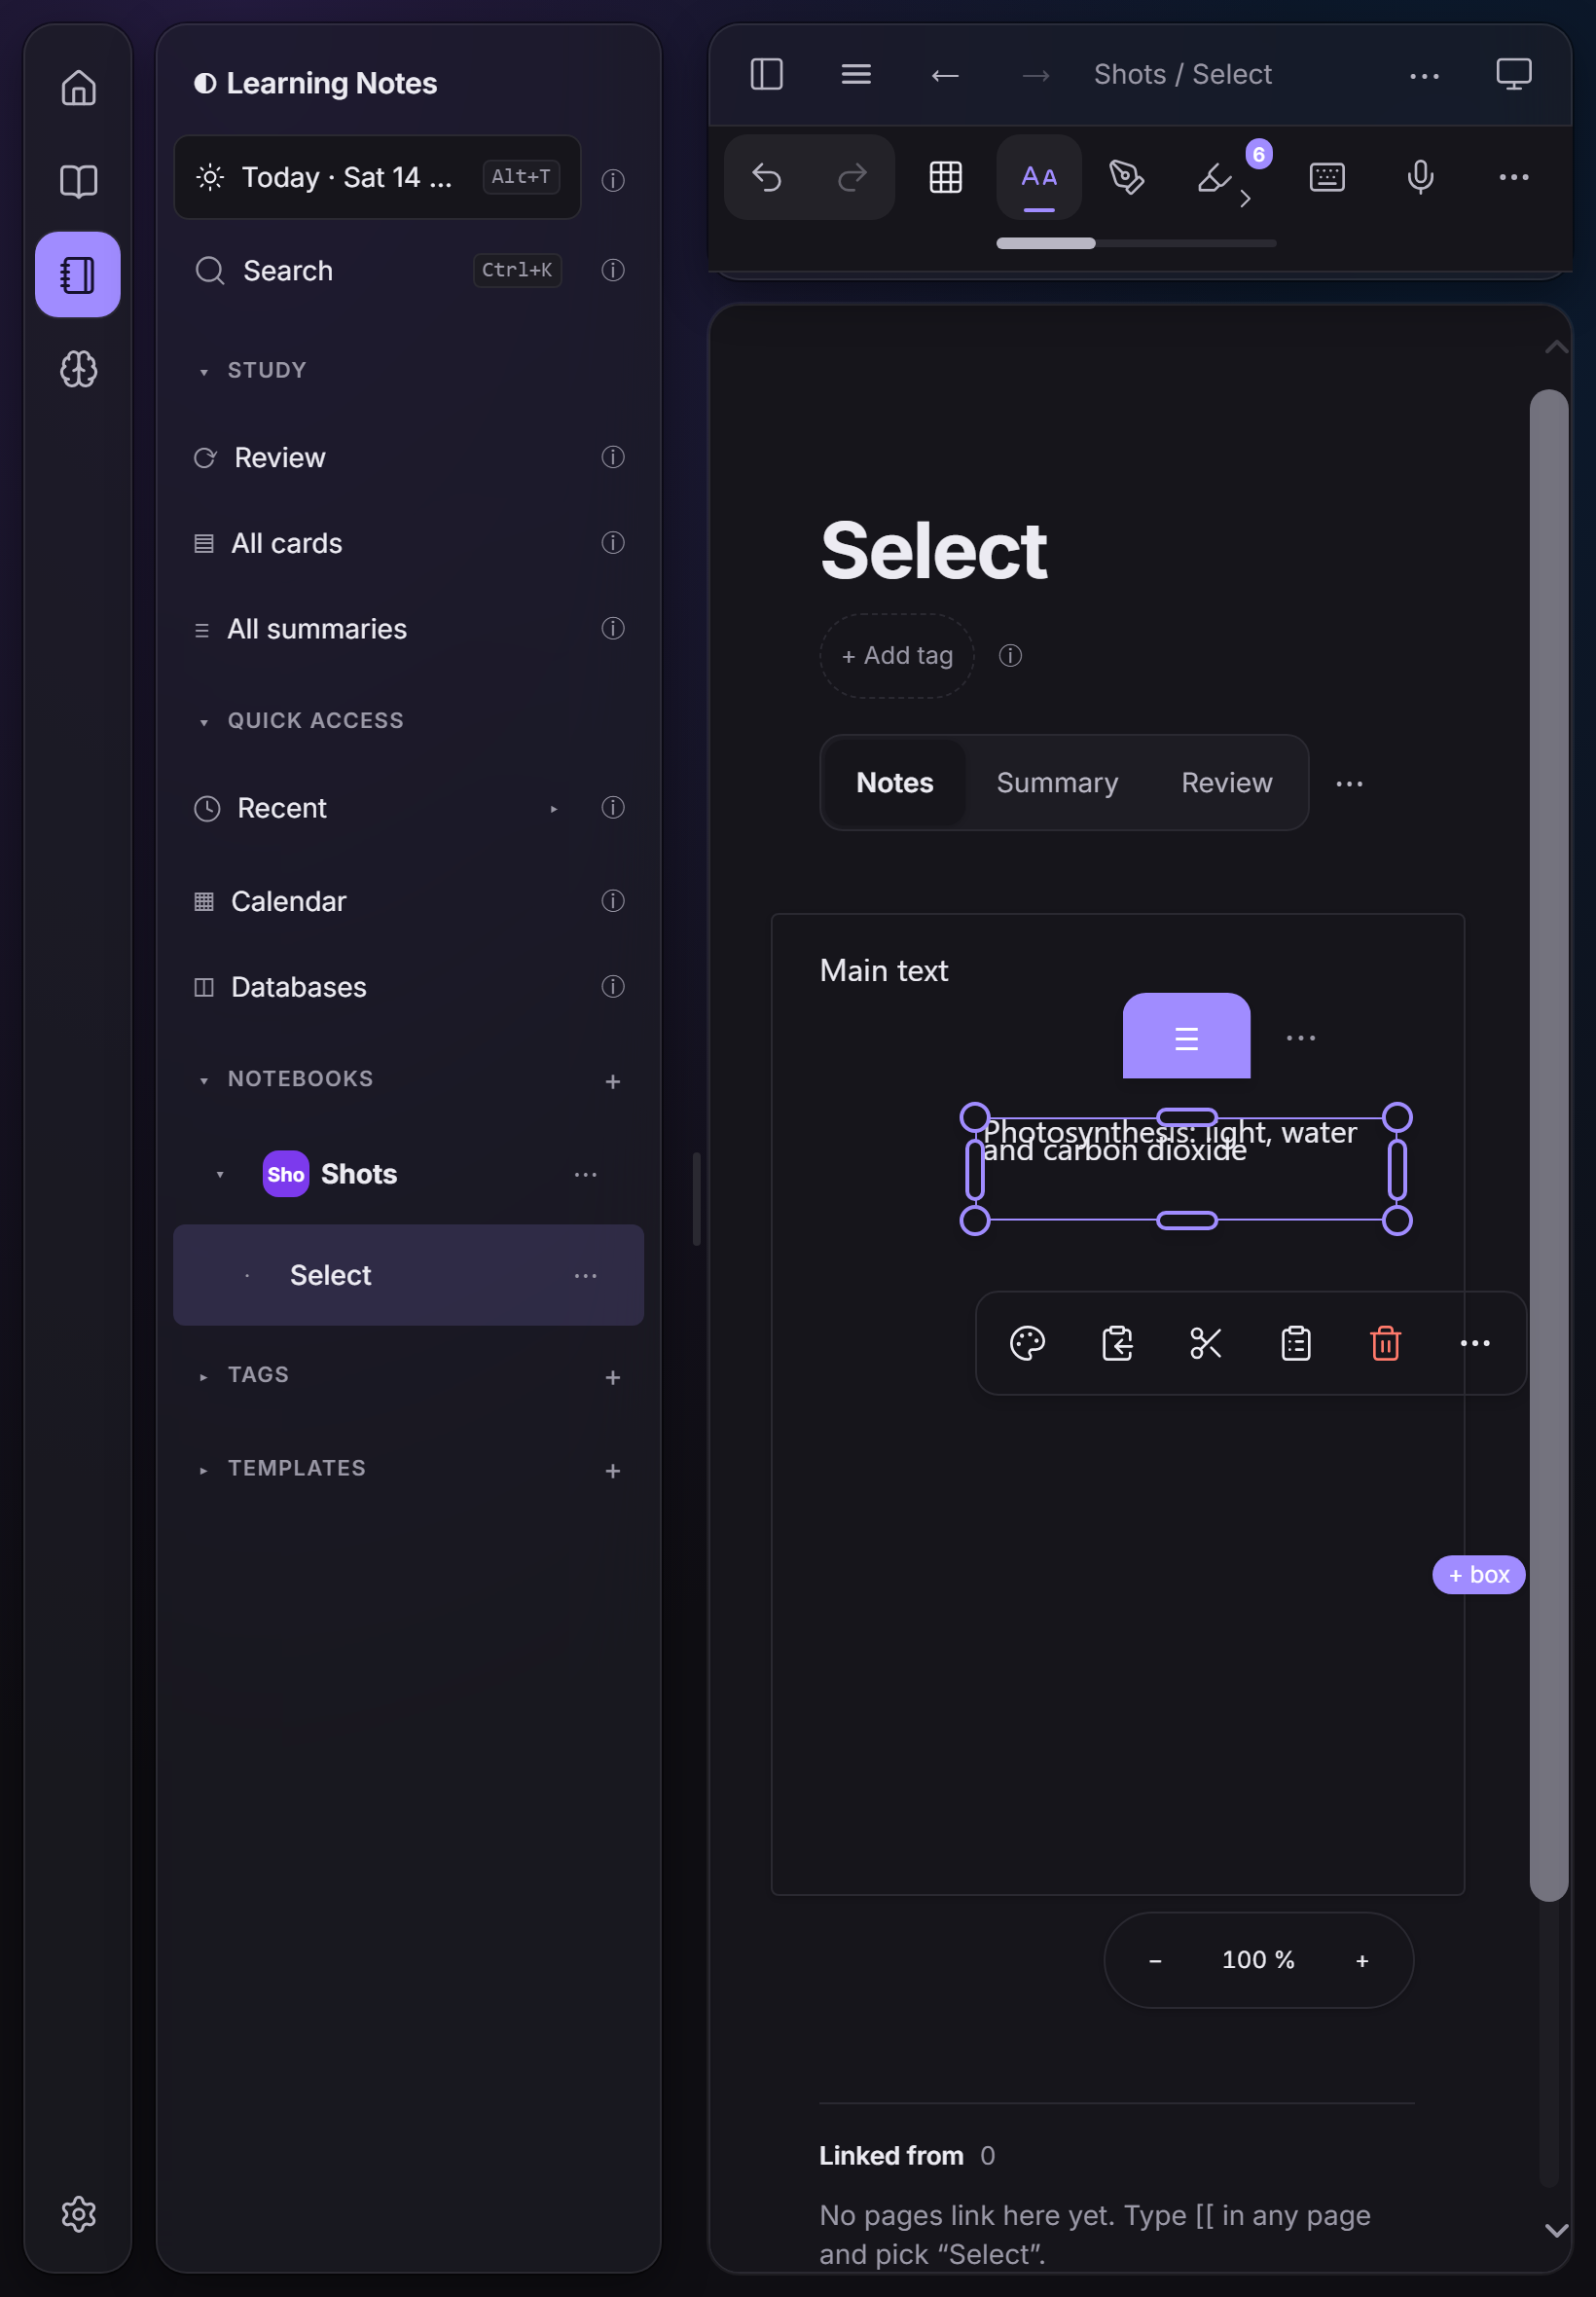 Learning Notes
Today · Sat 14 ... Alt+T
Search Ctrl+K
STUDY
Review
All cards
All summaries
QUICK ACCESS
Recent
Calendar
Databases
NOTEBOOKS +
Sho Shots
Select
TAGS +
TEMPLATES +
Shots / Select
AA
6
Select
+ Add tag
Notes Summary Review
Main text
Photosynthesis: light, water
and carbon dioxide
+ box
− 100 % +
Linked from 0
No pages link here yet. Type [[ in any page
and pick “Select”.